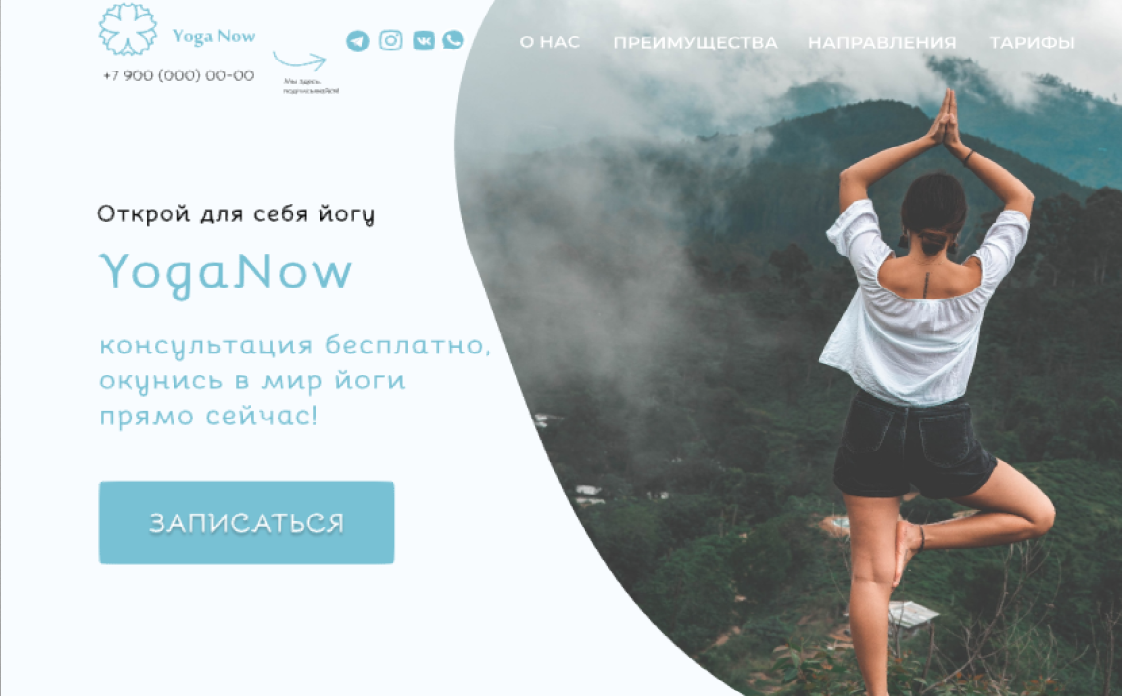 Yoga Now
О НАС ПРЕИМУЩЕСТВА НАПРАВЛЕНИЯ ТАРИФЫ
+7 900 (000) 00-00
Мы здесь,
подписывайся!
Открой для себя йогу
YogaNow
консультация бесплатно,
окунись в мир йоги
прямо сейчас!
ЗАПИСАТЬСЯ